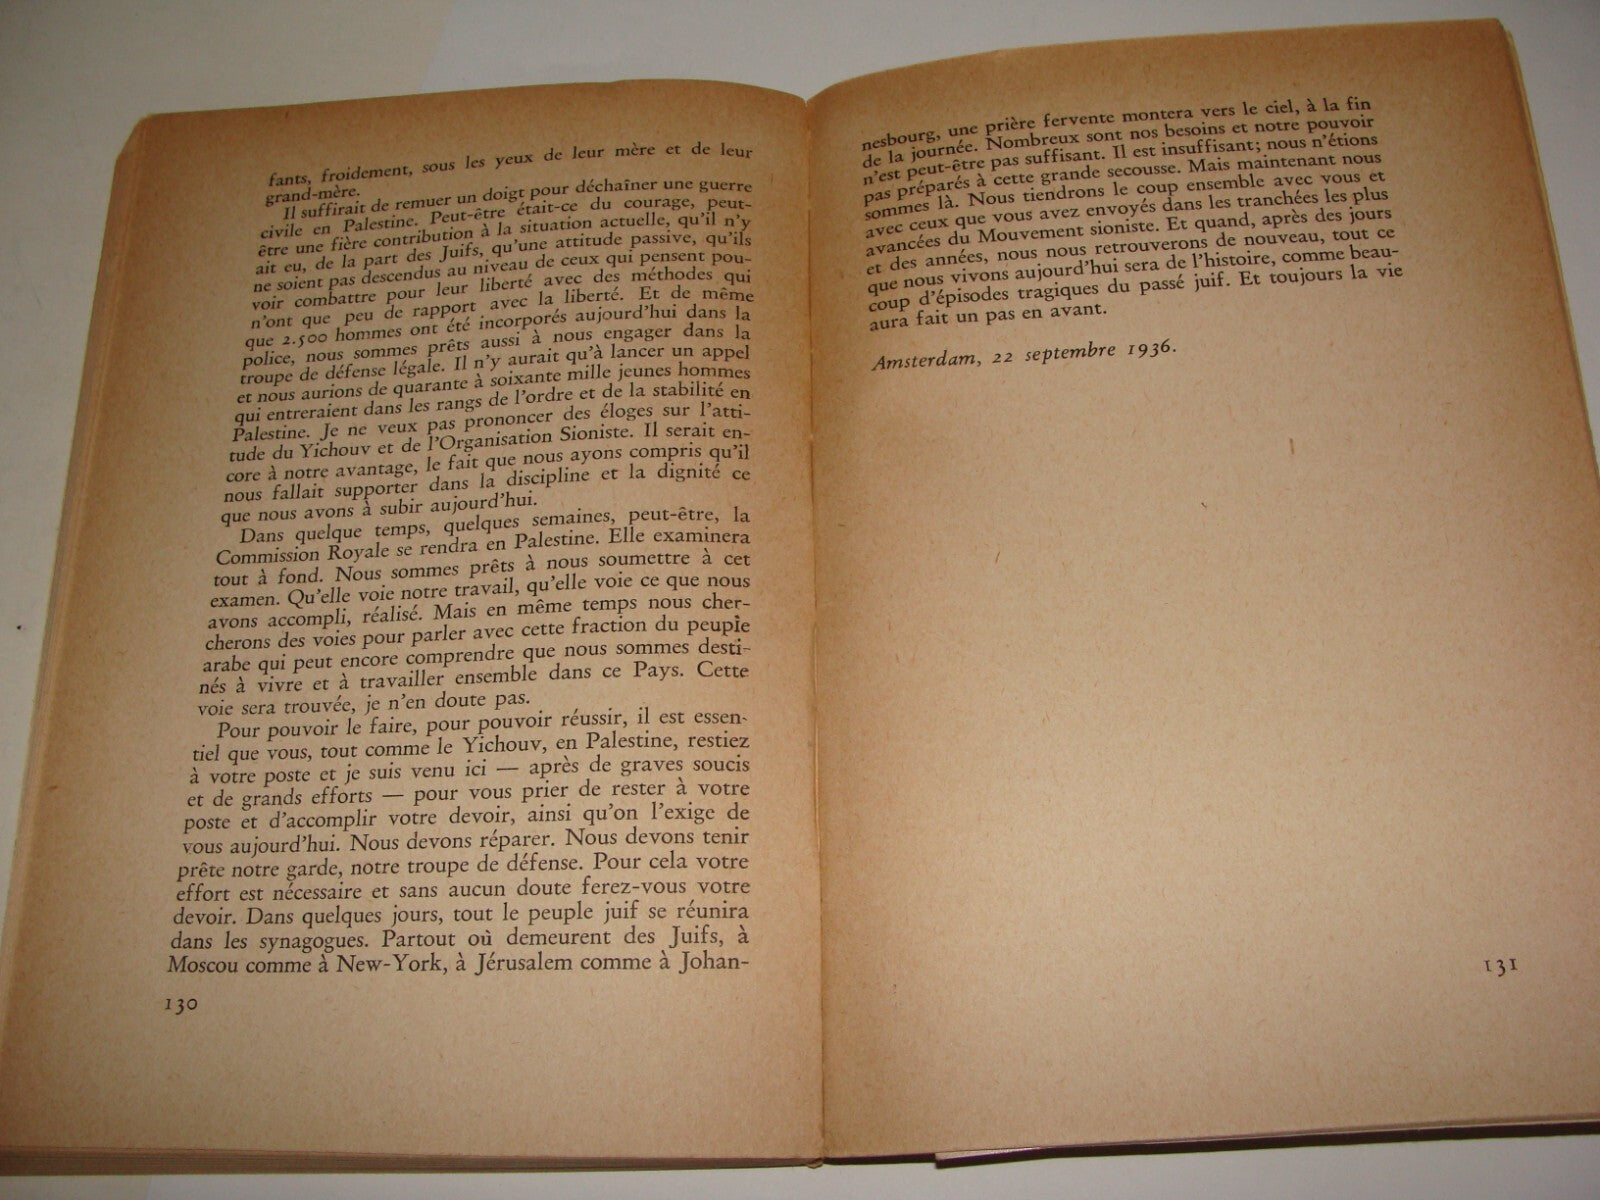 fants, froidement, sous les yeux de leur mère et de leur
grand-mère.
Il suffirait de remuer un doigt pour déchaîner une guerre
civile en Palestine. Peut-être était-ce du courage, peut-
être une fière contribution à la situation actuelle, qu'il n'y
ait eu, de la part des Juifs, qu'une attitude passive, qu'ils
ne soient pas descendus au niveau de ceux qui pensent pou-
voir combattre pour leur liberté avec des méthodes qui
n'ont que peu de rapport avec la liberté. Et de même
que 2.500 hommes ont été incorporés aujourd'hui dans la
police, nous sommes prêts aussi à nous engager dans la
troupe de défense légale. Il n'y aurait qu'à lancer un appel
et nous aurions de quarante à soixante mille jeunes hommes
qui entreraient dans les rangs de l'ordre et de la stabilité en
Palestine. Je ne veux pas prononcer des éloges sur l'atti-
tude du Yichouv et de l'Organisation Sioniste. Il serait en-
core à notre avantage, le fait que nous ayons compris qu'il
nous fallait supporter dans la discipline et la dignité ce
que nous avons à subir aujourd'hui.
Dans quelque temps, quelques semaines, peut-être, la
Commission Royale se rendra en Palestine. Elle examinera
tout à fond. Nous sommes prêts à nous soumettre à cet
examen. Qu'elle voie notre travail, qu'elle voie ce que nous
avons accompli, réalisé. Mais en même temps nous cher-
cherons des voies pour parler avec cette fraction du peuple
arabe qui peut encore comprendre que nous sommes desti-
nés à vivre et à travailler ensemble dans ce Pays. Cette
voie sera trouvée, je n'en doute pas.
Pour pouvoir le faire, pour pouvoir réussir, il est essen-
tiel que vous, tout comme le Yichouv, en Palestine, restiez
à votre poste et je suis venu ici — après de graves soucis
et de grands efforts — pour vous prier de rester à votre
poste et d'accomplir votre devoir, ainsi qu'on l'exige de
vous aujourd'hui. Nous devons réparer. Nous devons tenir
prête notre garde, notre troupe de défense. Pour cela votre
effort est nécessaire et sans aucun doute ferez-vous votre
devoir. Dans quelques jours, tout le peuple juif se réunira
dans les synagogues. Partout où demeurent des Juifs, à
Moscou comme à New-York, à Jérusalem comme à Johan-
130
nesbourg, une prière fervente montera vers le ciel, à la fin
de la journée. Nombreux sont nos besoins et notre pouvoir
n'est peut-être pas suffisant. Il est insuffisant; nous n'étions
pas préparés à cette grande secousse. Mais maintenant nous
sommes là. Nous tiendrons le coup ensemble avec vous et
avec ceux que vous avez envoyés dans les tranchées les plus
avancées du Mouvement sioniste. Et quand, après des jours
et des années, nous nous retrouverons de nouveau, tout ce
que nous vivons aujourd'hui sera de l'histoire, comme beau-
coup d'épisodes tragiques du passé juif. Et toujours la vie
aura fait un pas en avant.
Amsterdam, 22 septembre 1936.
131